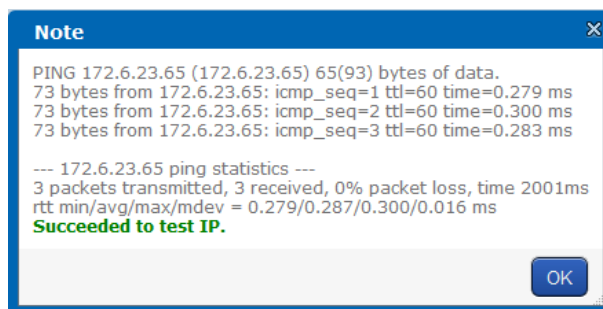 Note
PING 172.6.23.65 (172.6.23.65) 65(93) bytes of data.
73 bytes from 172.6.23.65: icmp_seq=1 ttl=60 time=0.279 ms
73 bytes from 172.6.23.65: icmp_seq=2 ttl=60 time=0.300 ms
73 bytes from 172.6.23.65: icmp_seq=3 ttl=60 time=0.283 ms
--- 172.6.23.65 ping statistics ---
3 packets transmitted, 3 received, 0% packet loss, time 2001ms
rtt min/avg/max/mdev = 0.279/0.287/0.300/0.016 ms
Succeeded to test IP.
OK